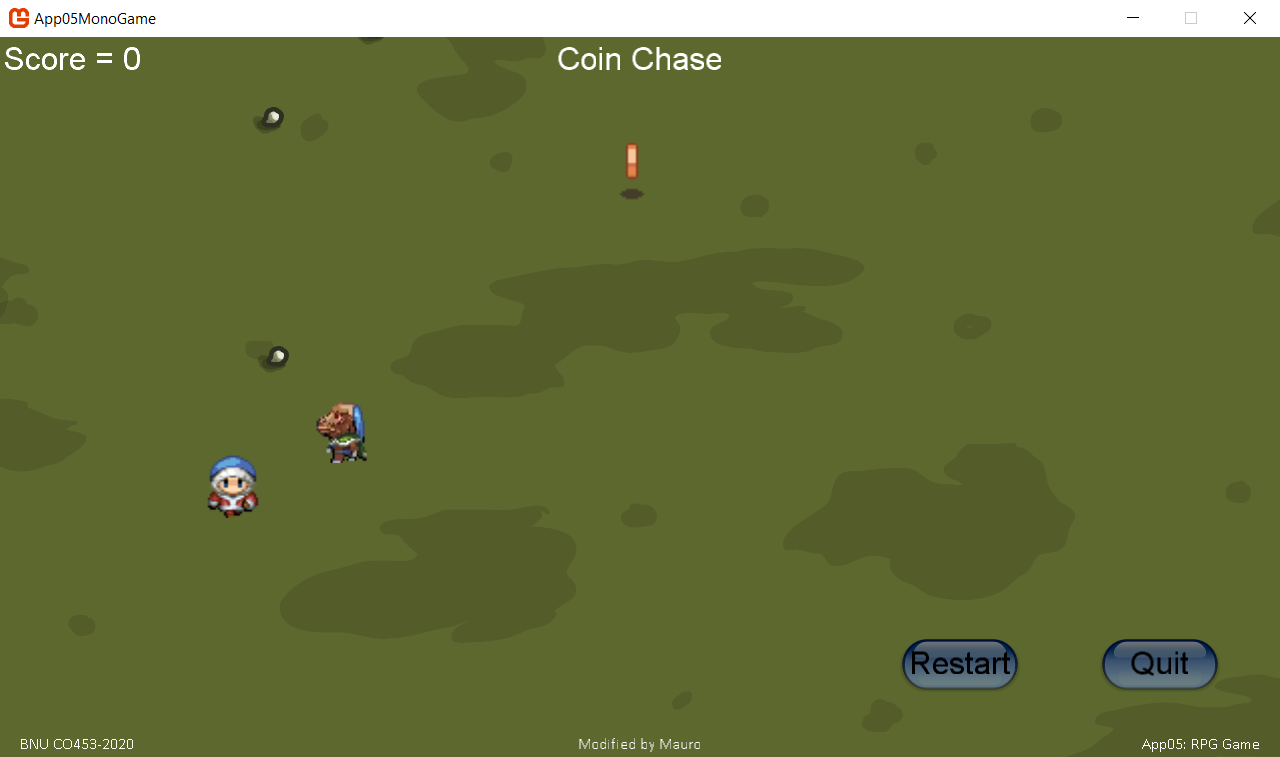 App05MonoGame
Score = 0
Coin Chase
Restart
Quit
BNU CO453-2020
Modified by Mauro
App05: RPG Game